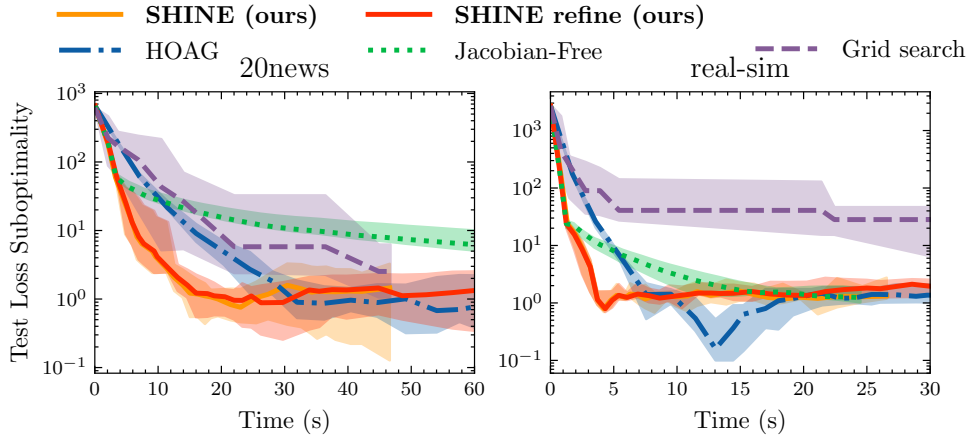 SHINE (ours) SHINE refine (ours)
HOAG Jacobian-Free Grid search
20news real-sim
Test Loss Suboptimality
10^3
10^2
10^1
10^0
10^-1
0 10 20 30 40 50 60
Time (s)
10^3
10^2
10^1
10^0
10^-1
0 5 10 15 20 25 30
Time (s)